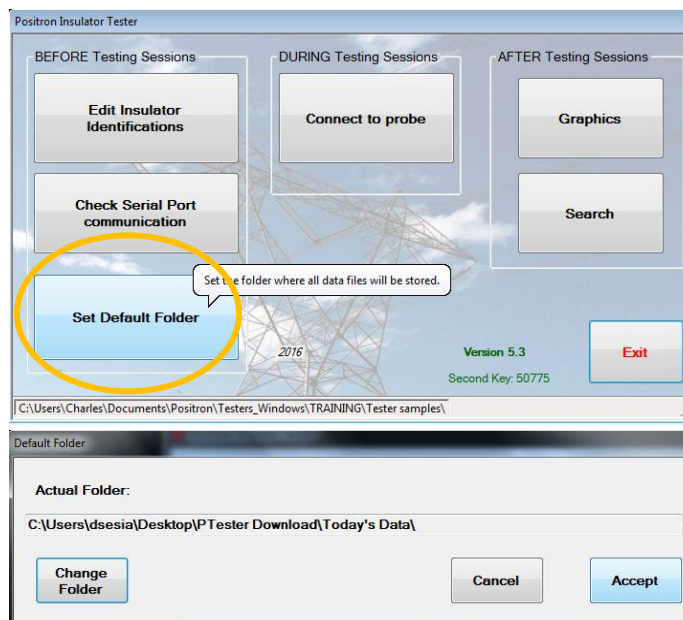 Positron Insulator Tester
BEFORE Testing Sessions
DURING Testing Sessions
AFTER Testing Sessions
Edit Insulator
Identifications
Connect to probe
Graphics
Check Serial Port
communication
Search
Set the folder where all data files will be stored.
Set Default Folder
2016
Version 5.3
Second Key: 50775
Exit
C:\Users\Charles\Documents\Positron\Testers_Windows\TRAINING\Tester samples\
Default Folder
Actual Folder:
C:\Users\dsesia\Desktop\PTester Download\Today's Data\
Change
Folder
Cancel
Accept